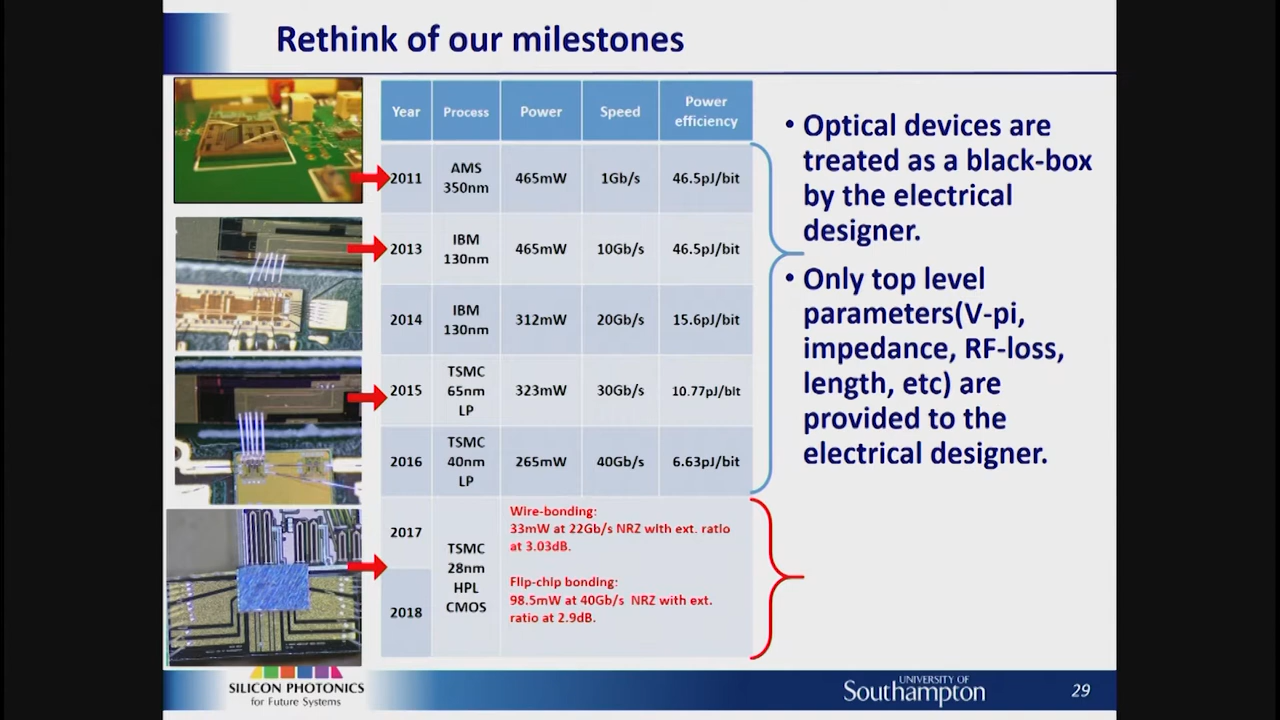 Rethink of our milestones
Year Process Power Speed Power efficiency
2011 AMS 350nm 465mW 1Gb/s 46.5pJ/bit
2013 IBM 130nm 465mW 10Gb/s 46.5pJ/bit
2014 IBM 130nm 312mW 20Gb/s 15.6pJ/bit
2015 TSMC 65nm LP 323mW 30Gb/s 10.77pJ/bit
2016 TSMC 40nm LP 265mW 40Gb/s 6.63pJ/bit
2017
2018
TSMC
28nm
HPL
CMOS
Wire-bonding:
33mW at 22Gb/s NRZ with ext. ratio
at 3.03dB.
Flip-chip bonding:
98.5mW at 40Gb/s NRZ with ext.
ratio at 2.9dB.
• Optical devices are
treated as a black-box
by the electrical
designer.
• Only top level
parameters(V-pi,
impedance, RF-loss,
length, etc) are
provided to the
electrical designer.
SILICON PHOTONICS
for Future Systems
UNIVERSITY OF
Southampton
29